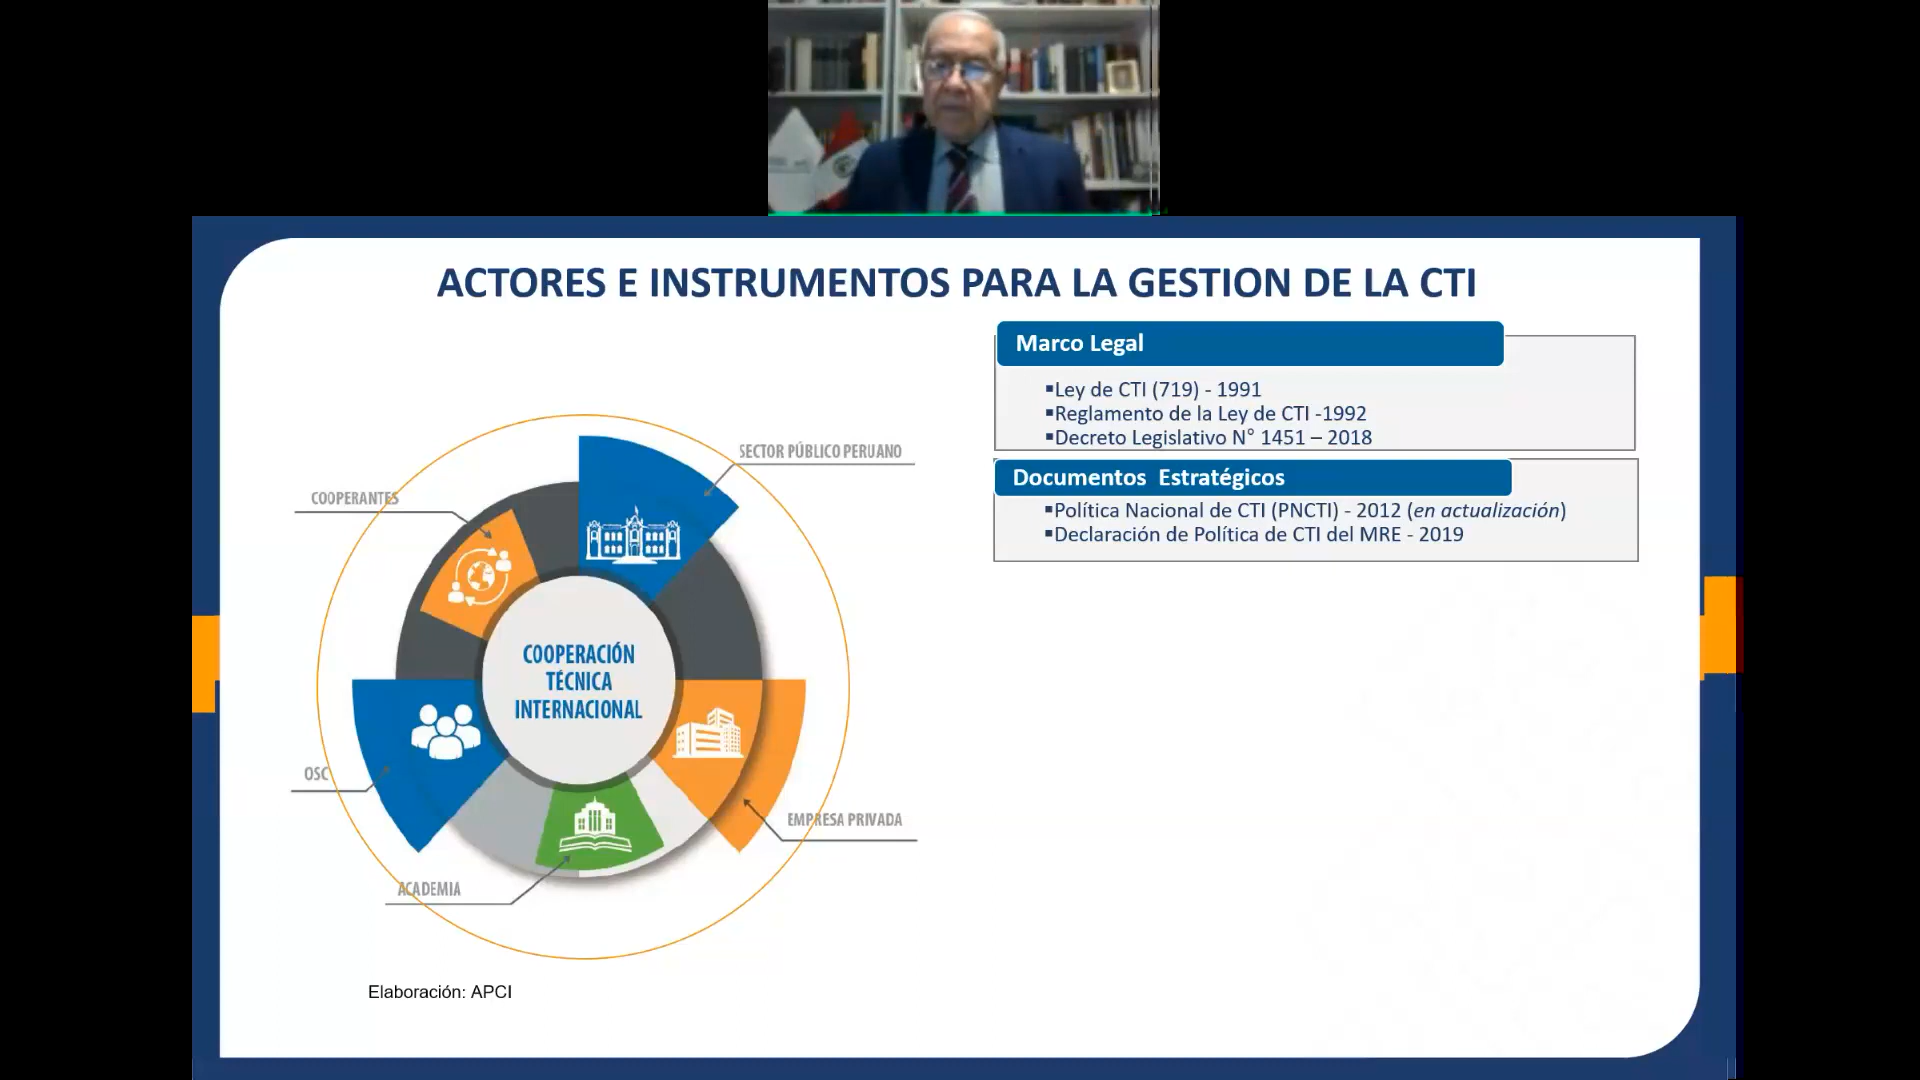 ACTORES E INSTRUMENTOS PARA LA GESTION DE LA CTI
Marco Legal
▪Ley de CTI (719) - 1991
▪Reglamento de la Ley de CTI -1992
▪Decreto Legislativo N° 1451 – 2018
Documentos Estratégicos
▪Política Nacional de CTI (PNCTI) - 2012 (en actualización)
▪Declaración de Política de CTI del MRE - 2019
SECTOR PÚBLICO PERUANO
COOPERANTES
COOPERACIÓN
TÉCNICA
INTERNACIONAL
OSC
EMPRESA PRIVADA
ACADEMIA
Elaboración: APCI